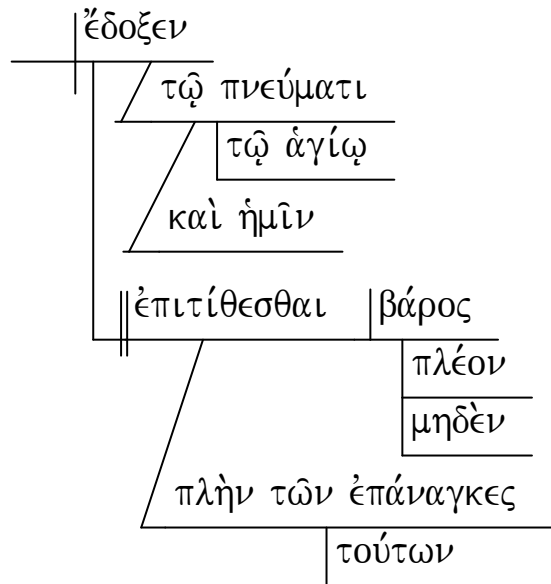 ἔδοξεν
τῷ πνεύματι
τῷ ἁγίῳ
καὶ ἡμῖν
ἐπιτίθεσθαι βάρος
πλέον
μηδὲν
πλὴν τῶν ἐπάναγκες
τούτων